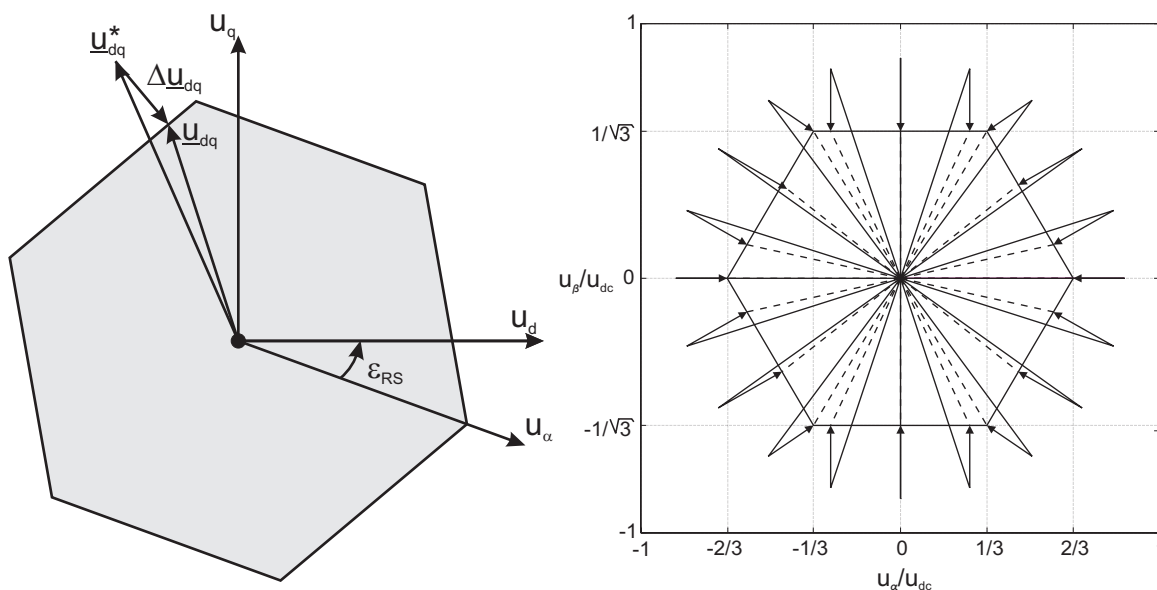 u*dq
Δudq
udq
uq
ud
εRS
uα
1
1/√3
uβ/udc
0
-1/√3
-1
-1
-2/3
-1/3
0
1/3
2/3
uα/udc